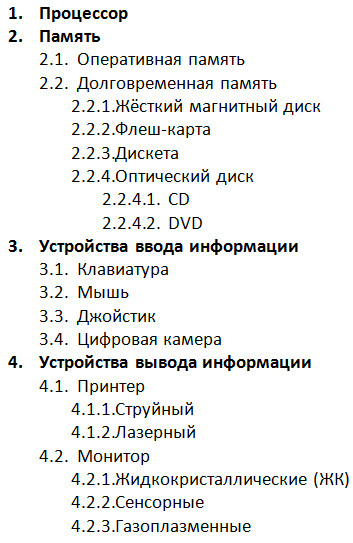 1. Процессор
2. Память
2.1. Оперативная память
2.2. Долговременная память
2.2.1.Жёсткий магнитный диск
2.2.2.Флеш-карта
2.2.3.Дискета
2.2.4.Оптический диск
2.2.4.1. CD
2.2.4.2. DVD
3. Устройства ввода информации
3.1. Клавиатура
3.2. Мышь
3.3. Джойстик
3.4. Цифровая камера
4. Устройства вывода информации
4.1. Принтер
4.1.1.Струйный
4.1.2.Лазерный
4.2. Монитор
4.2.1.Жидкокристаллические (ЖК)
4.2.2.Сенсорные
4.2.3.Газоплазменные